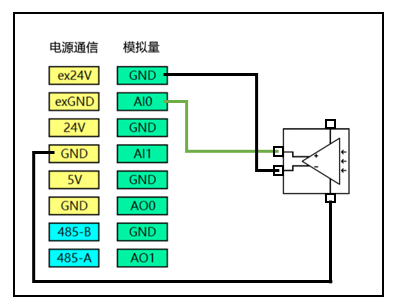 电源通信 模拟量
ex24V GND
exGND AI0
24V GND
GND AI1
5V GND
GND AO0
485-B GND
485-A AO1
+
-